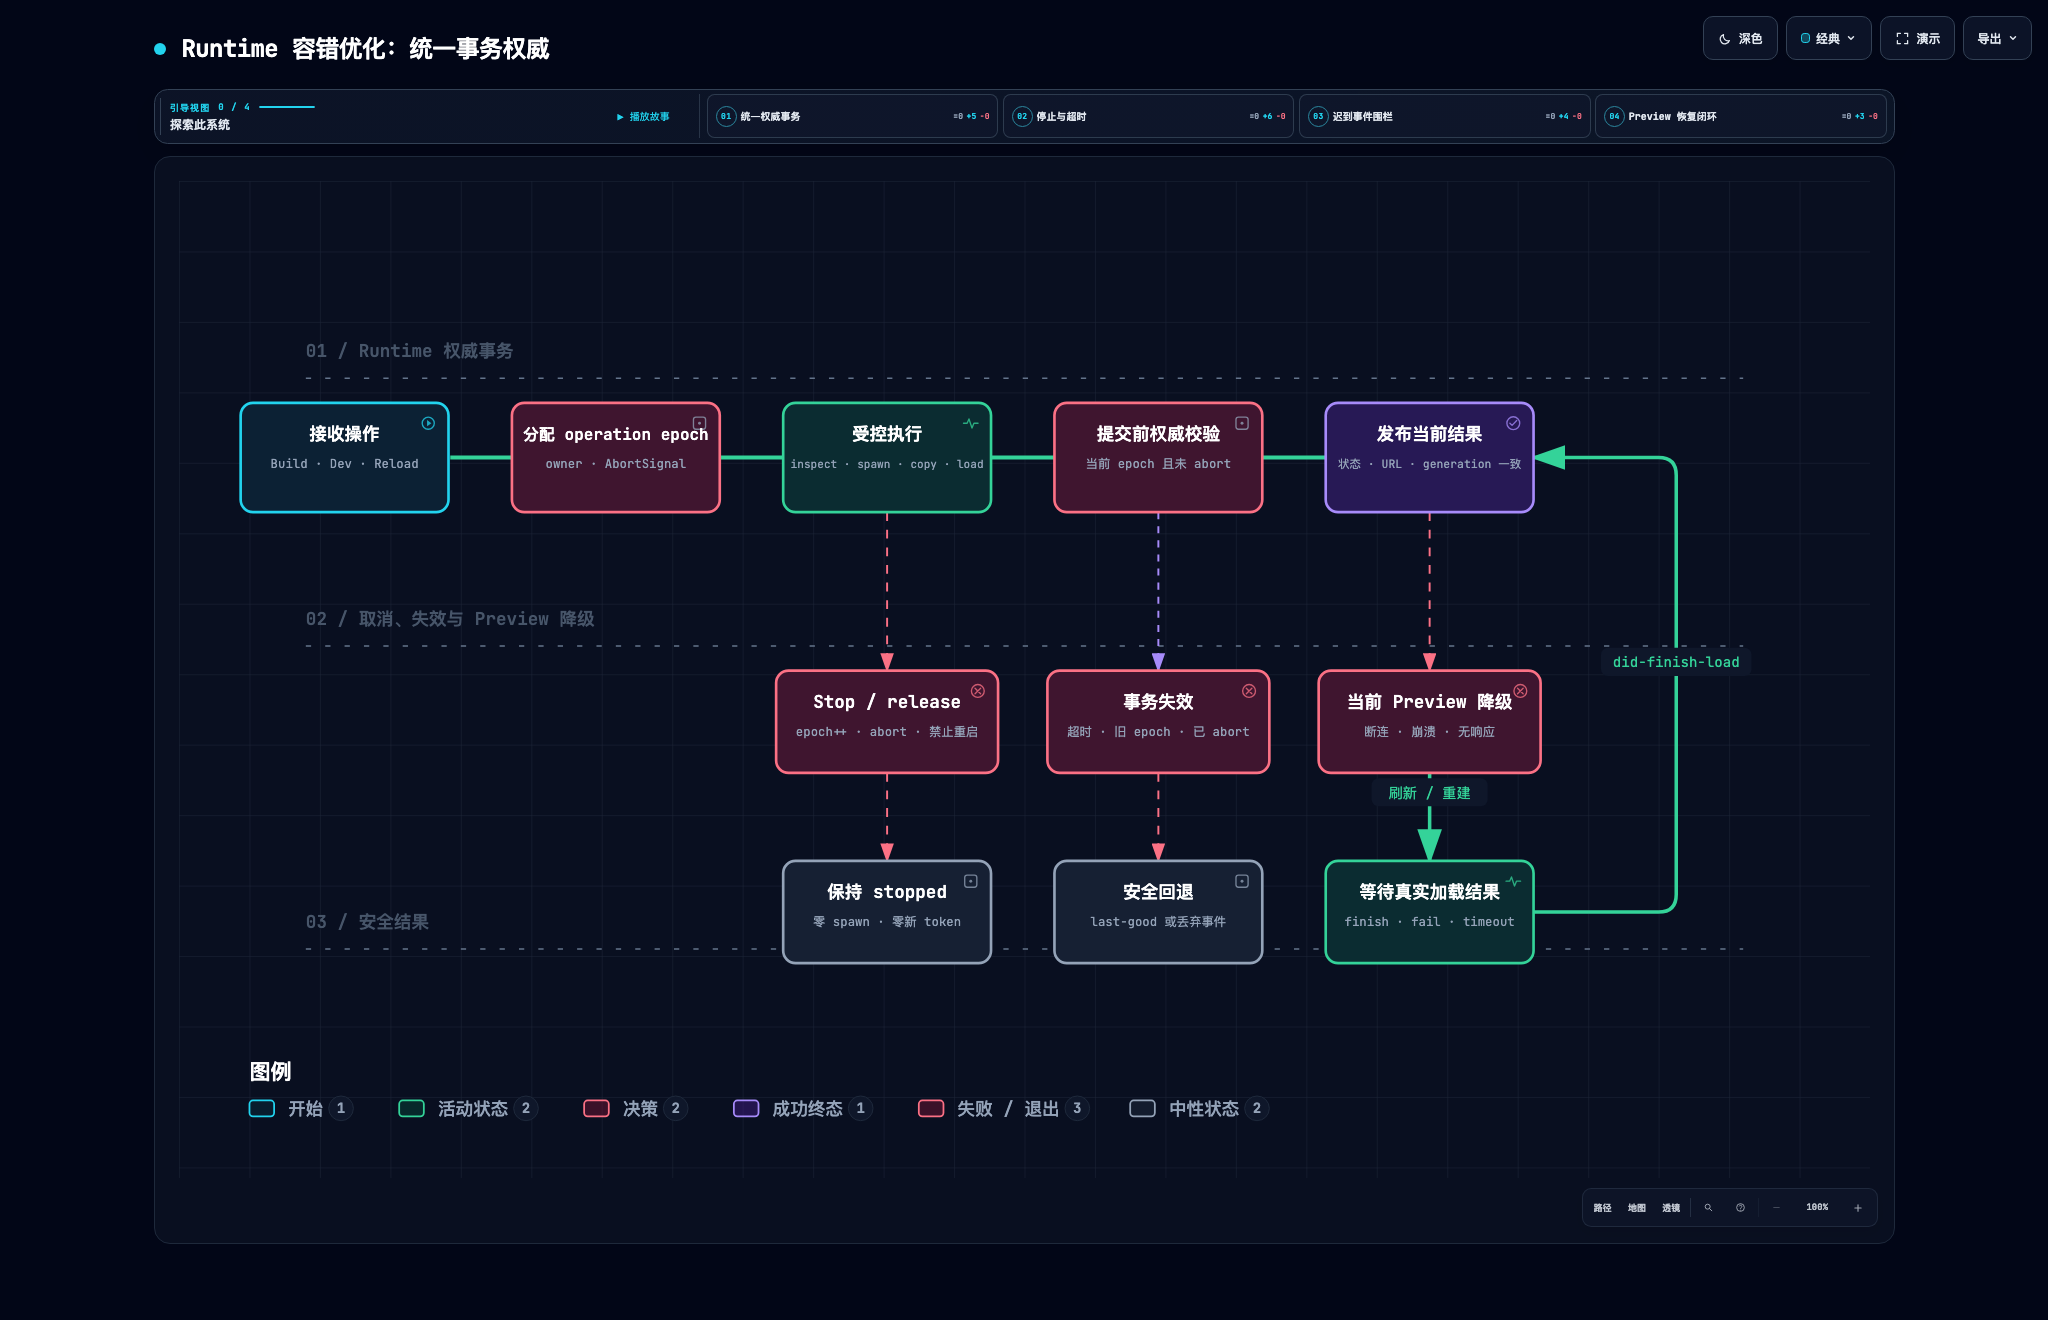 Runtime 容错优化：统一事务权威
深色
经典
演示
导出
引导视图 0 / 4
探索此系统
播放故事
01 统一权威事务 =0 +5 -0
02 停止与超时 =0 +6 -0
03 迟到事件围栏 =0 +4 -0
04 Preview 恢复闭环 =0 +3 -0
01 / Runtime 权威事务
接收操作
Build · Dev · Reload
分配 operation epoch
owner · AbortSignal
受控执行
inspect · spawn · copy · load
提交前权威校验
当前 epoch 且未 abort
发布当前结果
状态 · URL · generation 一致
02 / 取消、失效与 Preview 降级
did-finish-load
Stop / release
epoch++ · abort · 禁止重启
事务失效
超时 · 旧 epoch · 已 abort
当前 Preview 降级
断连 · 崩溃 · 无响应
刷新 / 重建
03 / 安全结果
保持 stopped
零 spawn · 零新 token
安全回退
last-good 或丢弃事件
等待真实加载结果
finish · fail · timeout
图例
开始 1
活动状态 2
决策 2
成功终态 1
失败 / 退出 3
中性状态 2
路径
地图
透镜
100%